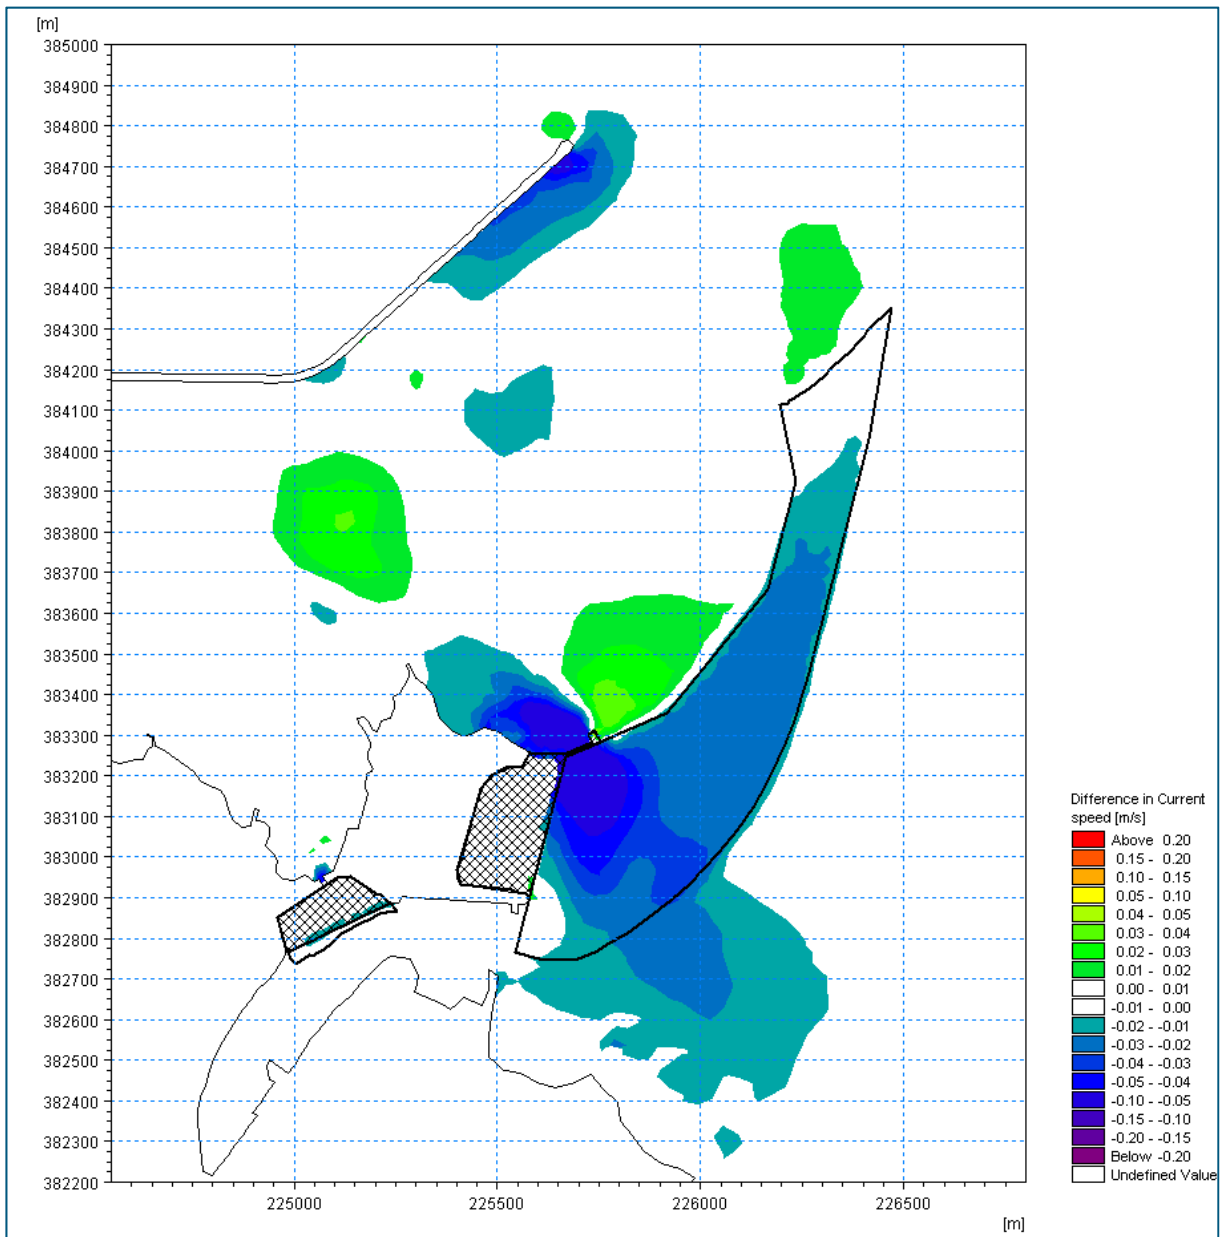 [m]
385000
384900
384800
384700
384600
384500
384400
384300
384200
384100
384000
383900
383800
383700
383600
383500
383400
383300
383200
383100
383000
382900
382800
382700
382600
382500
382400
382300
382200
225000 225500 226000 226500
[m]
Difference in Current
speed [m/s]
Above 0.20
0.15 - 0.20
0.10 - 0.15
0.05 - 0.10
0.04 - 0.05
0.03 - 0.04
0.02 - 0.03
0.01 - 0.02
0.00 - 0.01
-0.01 - 0.00
-0.02 - -0.01
-0.03 - -0.02
-0.04 - -0.03
-0.05 - -0.04
-0.10 - -0.05
-0.15 - -0.10
-0.20 - -0.15
Below -0.20
Undefined Value